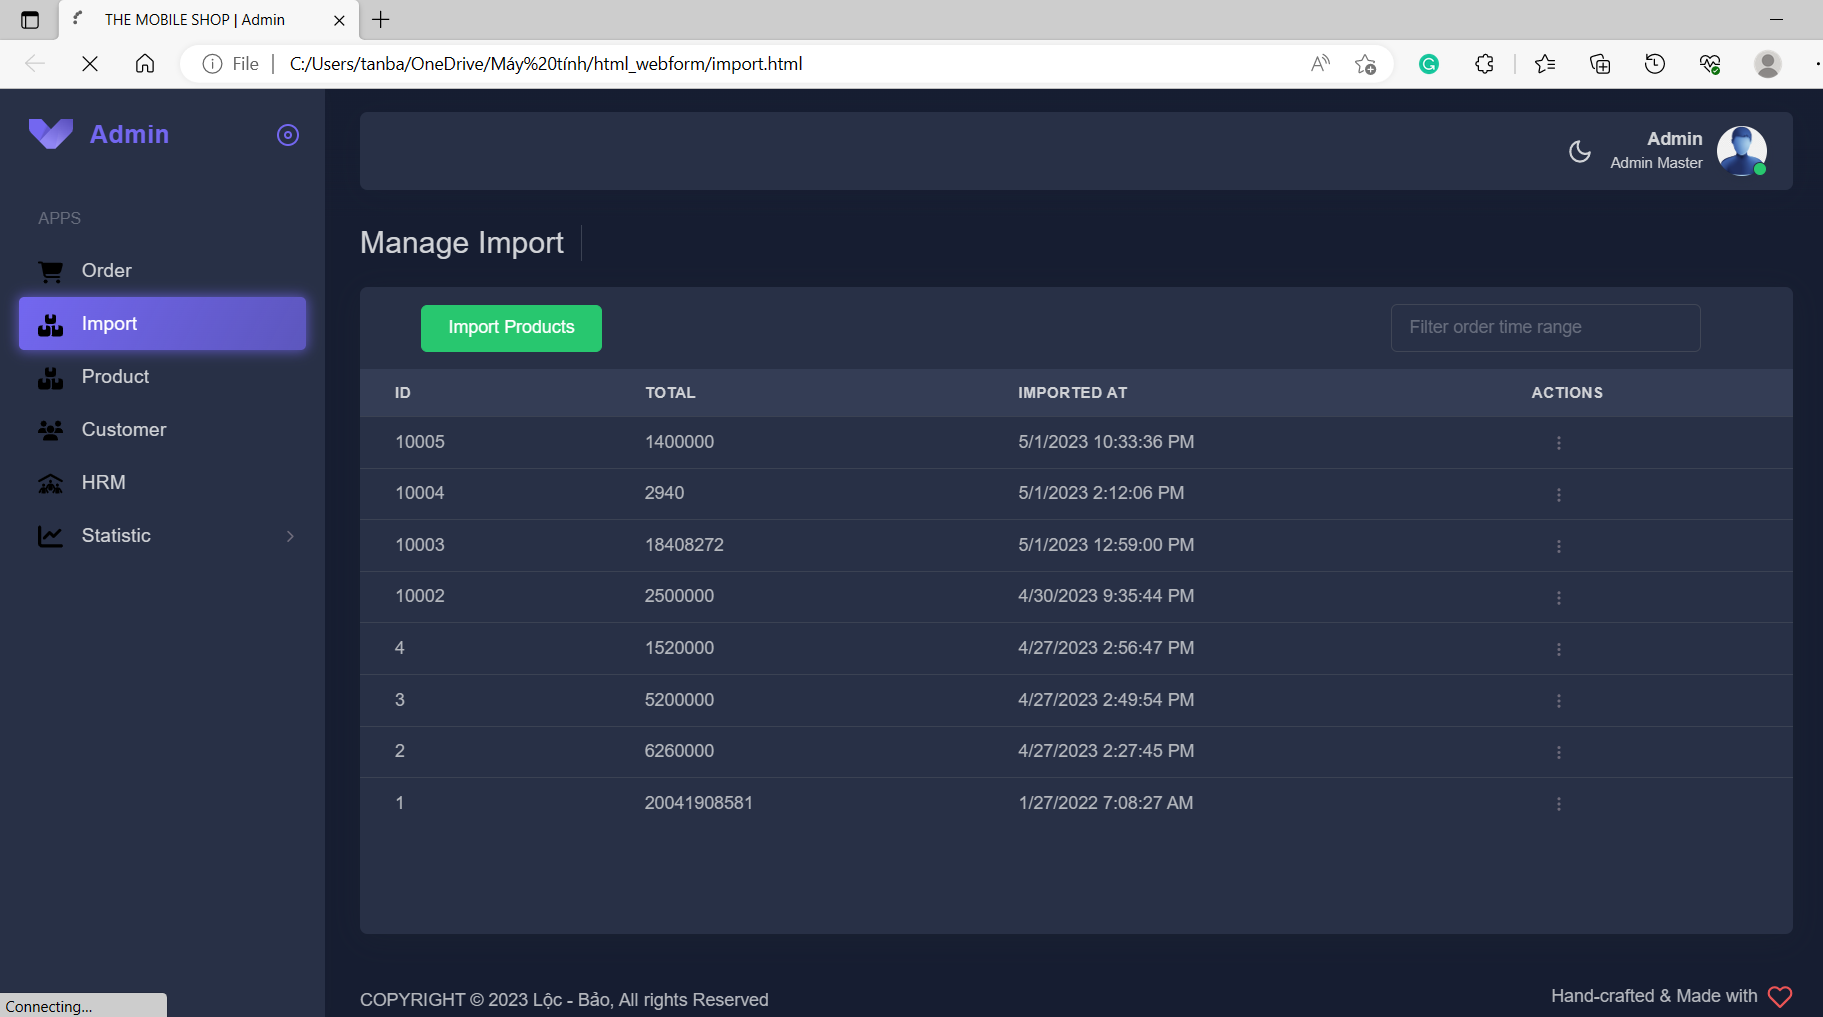 THE MOBILE SHOP | Admin
File
C:/Users/tanba/OneDrive/Máy%20tính/html_webform/import.html
Admin
Admin
Admin Master
APPS
Order
Import
Product
Customer
HRM
Statistic
Manage Import
Import Products
Filter order time range
ID TOTAL IMPORTED AT ACTIONS
10005 1400000 5/1/2023 10:33:36 PM
10004 2940 5/1/2023 2:12:06 PM
10003 18408272 5/1/2023 12:59:00 PM
10002 2500000 4/30/2023 9:35:44 PM
4 1520000 4/27/2023 2:56:47 PM
3 5200000 4/27/2023 2:49:54 PM
2 6260000 4/27/2023 2:27:45 PM
1 20041908581 1/27/2022 7:08:27 AM
COPYRIGHT © 2023 Lộc - Bảo, All rights Reserved
Hand-crafted & Made with
Connecting...